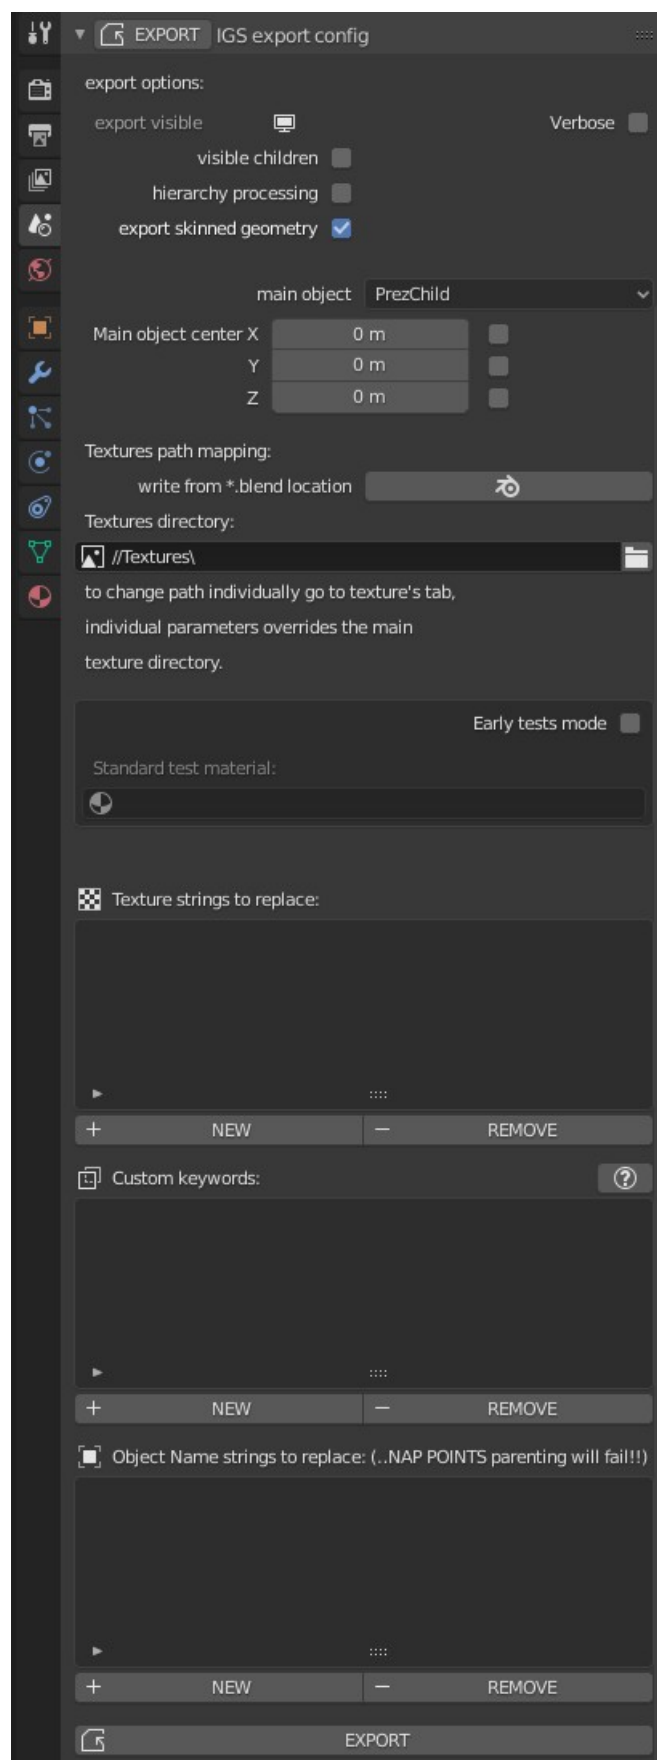 EXPORT IGS export config
export options:
export visible Verbose
visible children
hierarchy processing
export skinned geometry
main object PrezChild
Main object center X 0 m
Y 0 m
Z 0 m
Textures path mapping:
write from *.blend location
Textures directory:
//Textures\
to change path individually go to texture's tab,
individual parameters overrides the main
texture directory.
Early tests mode
Standard test material:
Texture strings to replace:
+ NEW − REMOVE
Custom keywords: ?
+ NEW − REMOVE
Object Name strings to replace: (..NAP POINTS parenting will fail!!)
+ NEW − REMOVE
EXPORT